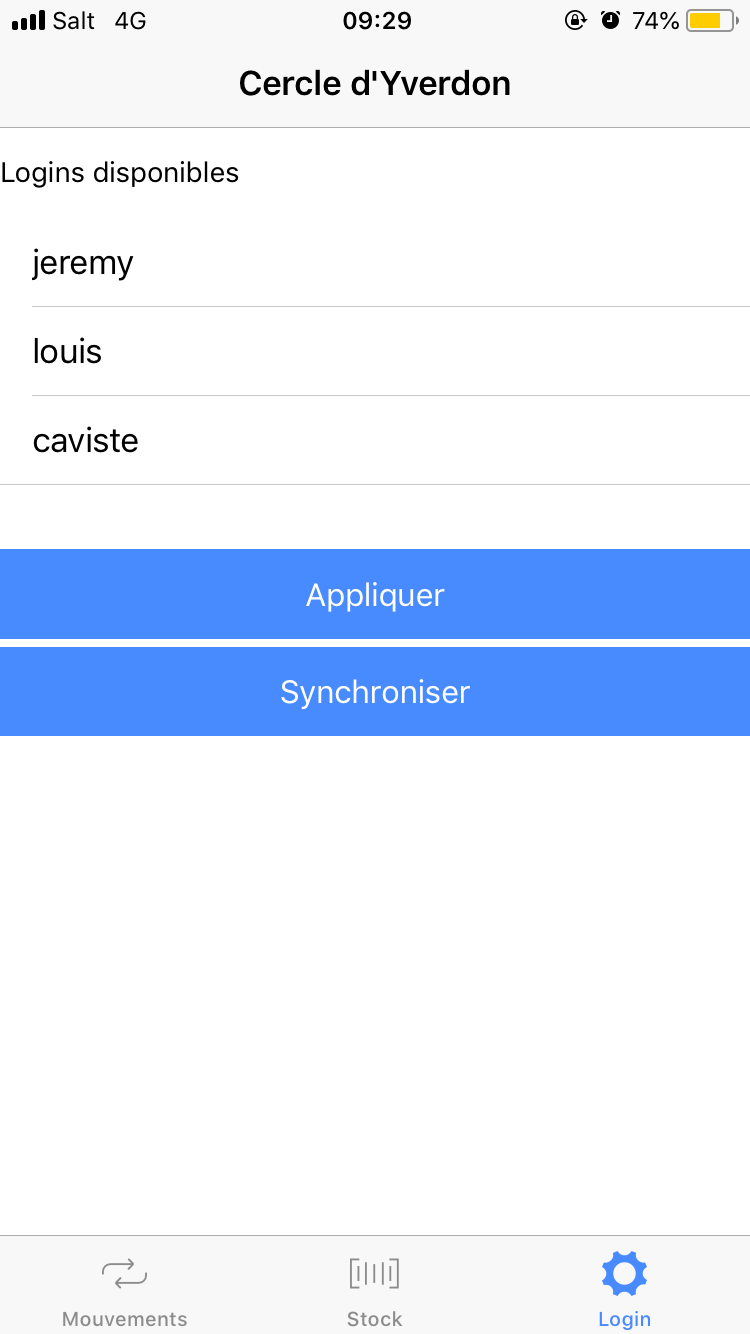 Salt 4G 09:29 74%
Cercle d'Yverdon
Logins disponibles
jeremy
louis
caviste
Appliquer
Synchroniser
Mouvements Stock Login